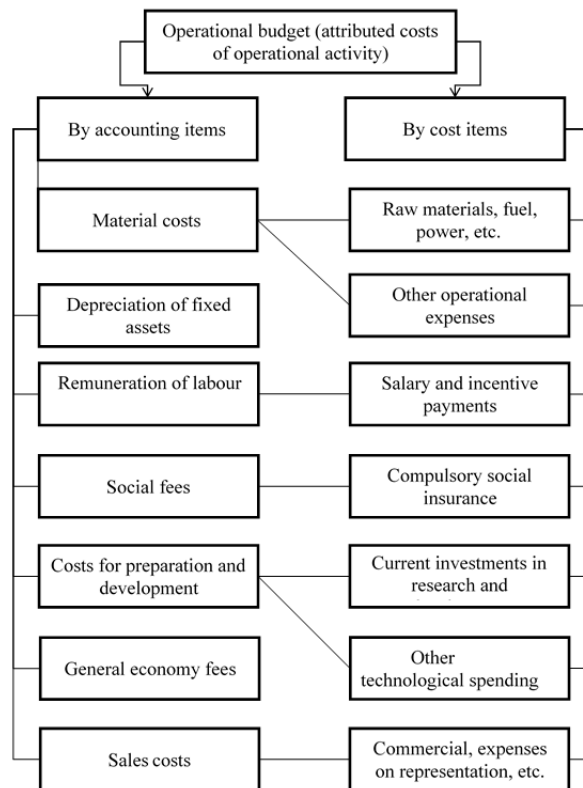 Operational budget (attributed costs
of operational activity)
By accounting items
By cost items
Material costs
Raw materials, fuel,
power, etc.
Depreciation of fixed
assets
Other operational
expenses
Remuneration of labour
Salary and incentive
payments
Social fees
Compulsory social
insurance
Costs for preparation and
development
Current investments in
research and
General economy fees
Other
technological spending
Sales costs
Commercial, expenses
on representation, etc.